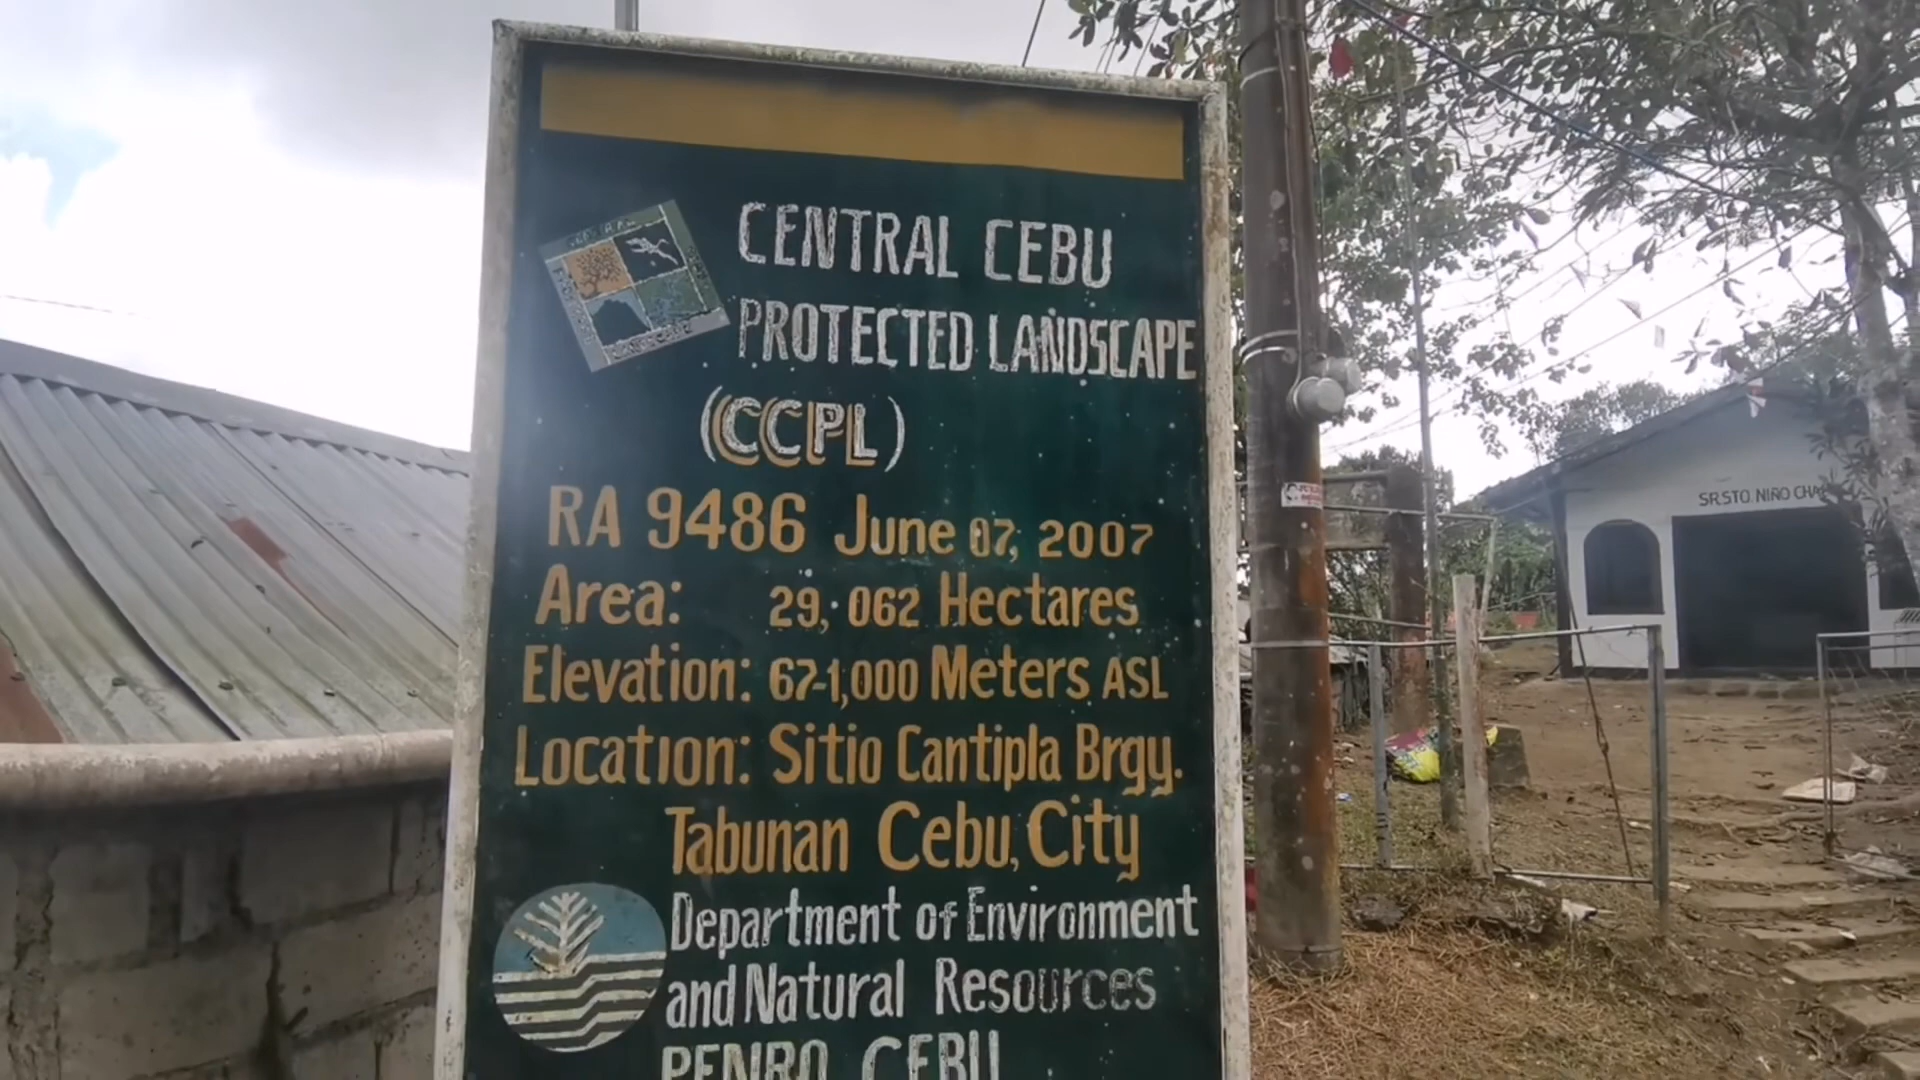 CENTRAL CEBU
PROTECTED LANDSCAPE
(CCPL)
RA 9486 June 07, 2007
Area: 29,062 Hectares
Elevation: 67-1,000 Meters ASL
Location: Sitio Cantipla Brgy.
Tabunan Cebu, City
Department of Environment
and Natural Resources
PENRO CEBU
SR. STO. NIÑO